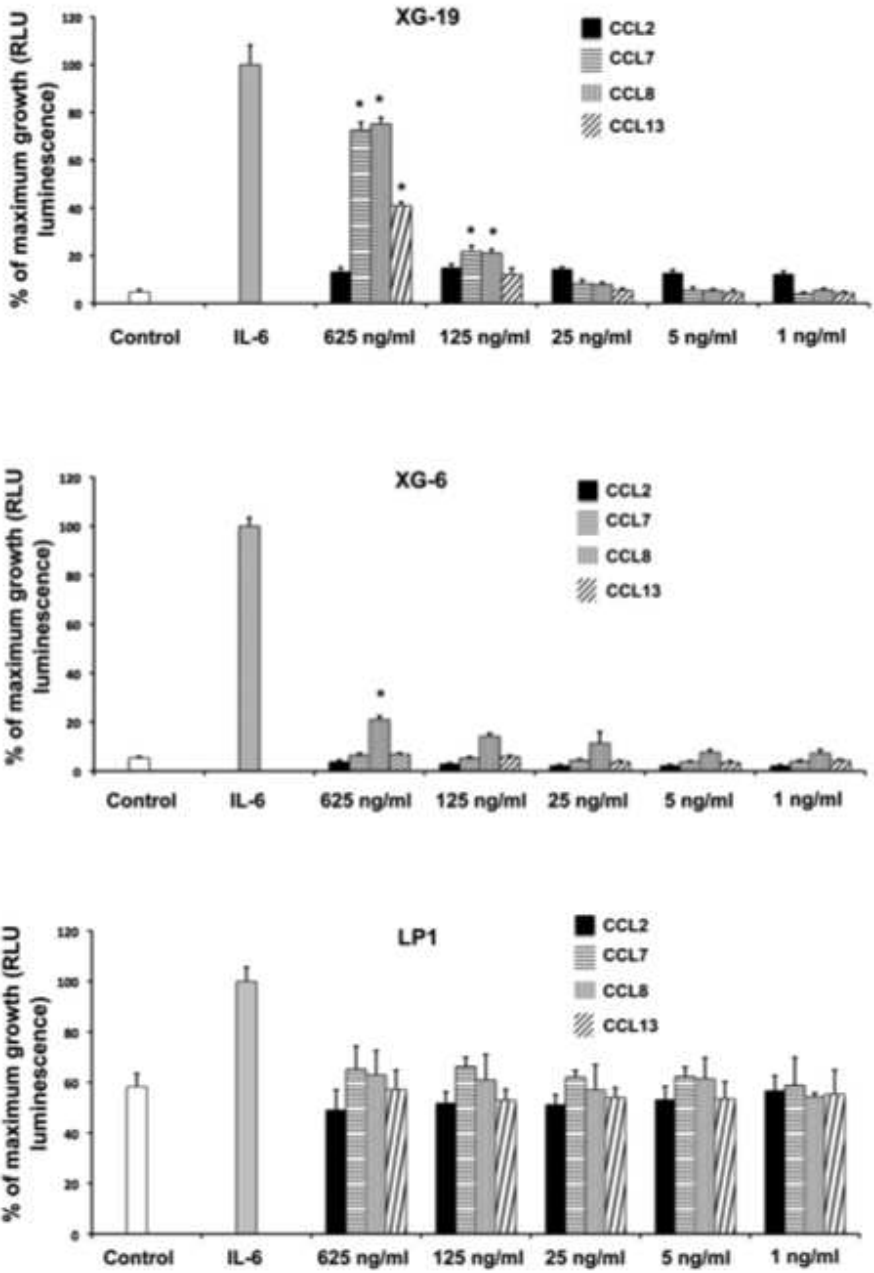 XG-19
% of maximum growth (RLU
luminescence)
120
100
80
60
40
20
0
CCL2
CCL7
CCL8
CCL13
* * *
* *
Control IL-6 625 ng/ml 125 ng/ml 25 ng/ml 5 ng/ml 1 ng/ml
XG-6
% of maximum growth (RLU
luminescence)
120
100
80
60
40
20
0
CCL2
CCL7
CCL8
CCL13
*
Control IL-6 625 ng/ml 125 ng/ml 25 ng/ml 5 ng/ml 1 ng/ml
LP1
% of maximum growth (RLU
luminescence)
120
100
80
60
40
20
0
CCL2
CCL7
CCL8
CCL13
Control IL-6 625 ng/ml 125 ng/ml 25 ng/ml 5 ng/ml 1 ng/ml